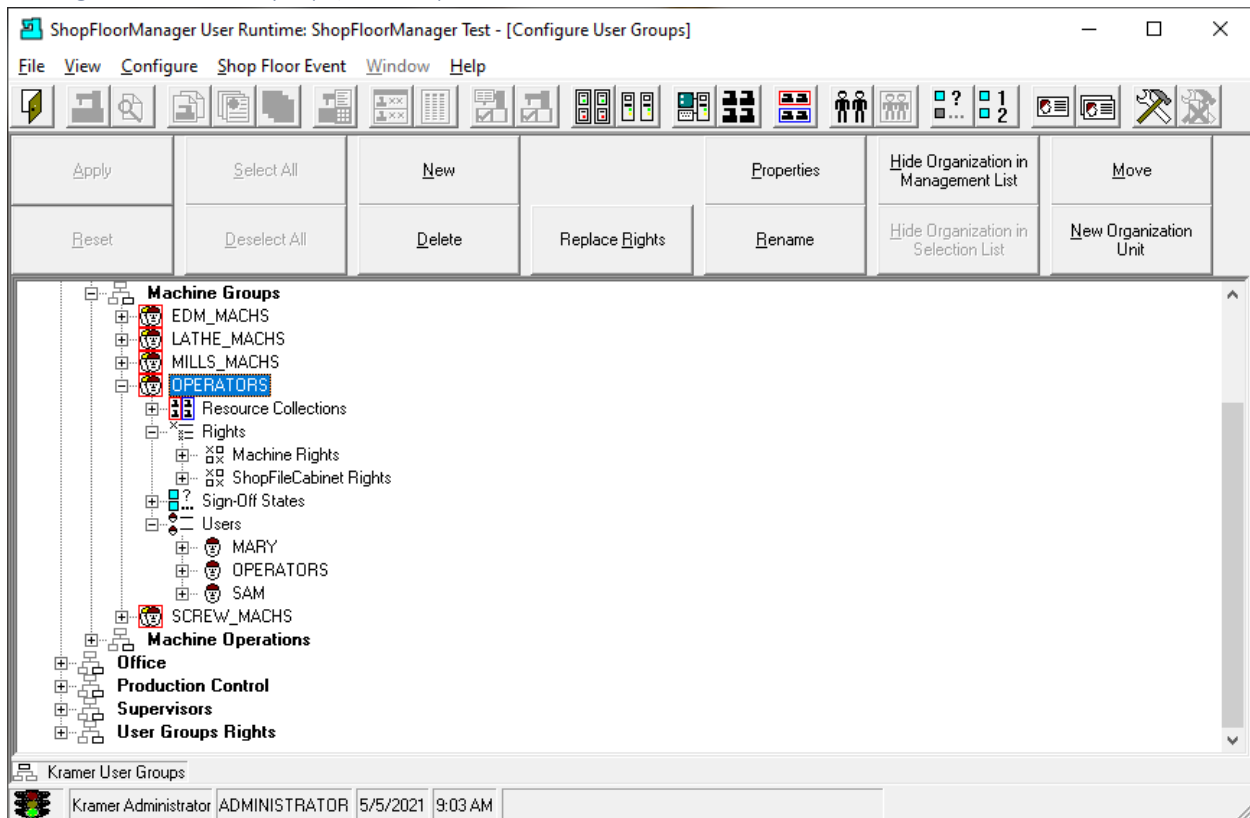 ShopFloorManager User Runtime: ShopFloorManager Test - [Configure User Groups]
File View Configure Shop Floor Event Window Help
Apply Select All New Properties Hide Organization in Management List Move
Reset Deselect All Delete Replace Rights Rename Hide Organization in Selection List New Organization Unit
Machine Groups
EDM_MACHS
LATHE_MACHS
MILLS_MACHS
OPERATORS
Resource Collections
Rights
Machine Rights
ShopFileCabinet Rights
Sign-Off States
Users
MARY
OPERATORS
SAM
SCREW_MACHS
Machine Operations
Office
Production Control
Supervisors
User Groups Rights
Kramer User Groups
Kramer Administrator ADMINISTRATOR 5/5/2021 9:03 AM